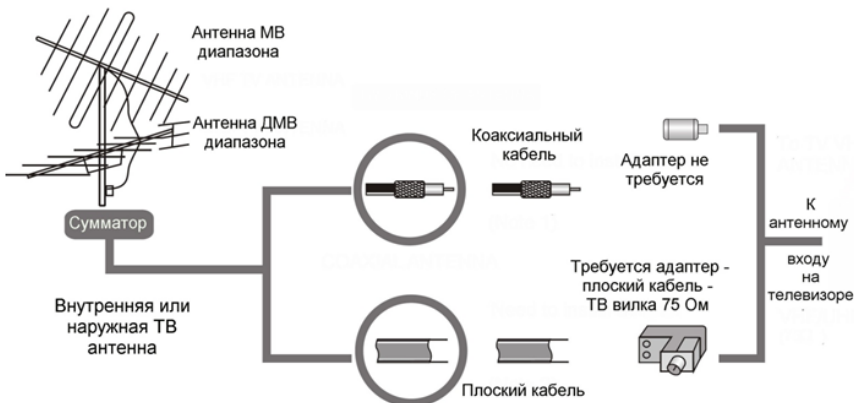 Антенна МВ
диапазона
Антенна ДМВ
диапазона
Сумматор
Внутренняя или
наружная ТВ
антенна
Коаксиальный
кабель
Плоский кабель
Адаптер не
требуется
Требуется адаптер -
плоский кабель -
ТВ вилка 75 Ом
К
антенному
входу
на
телевизоре